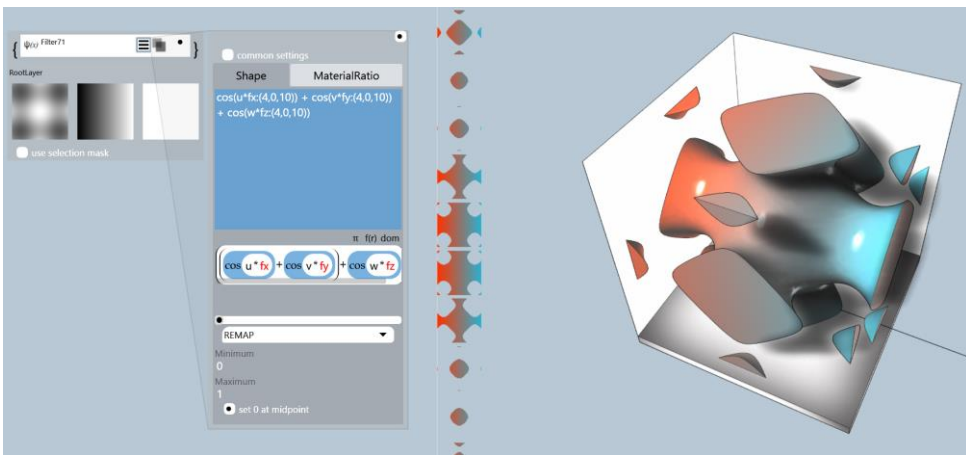 { ψ(x) Filter71 }
RootLayer
use selection mask
common settings
Shape MaterialRatio
cos(u*fx:(4,0,10)) + cos(v*fy:(4,0,10))
+ cos(w*fz:(4,0,10))
π f(r) dom
((cos u*fx + cos v*fy) + cos w*fz
REMAP
Minimum
0
Maximum
1
set 0 at midpoint